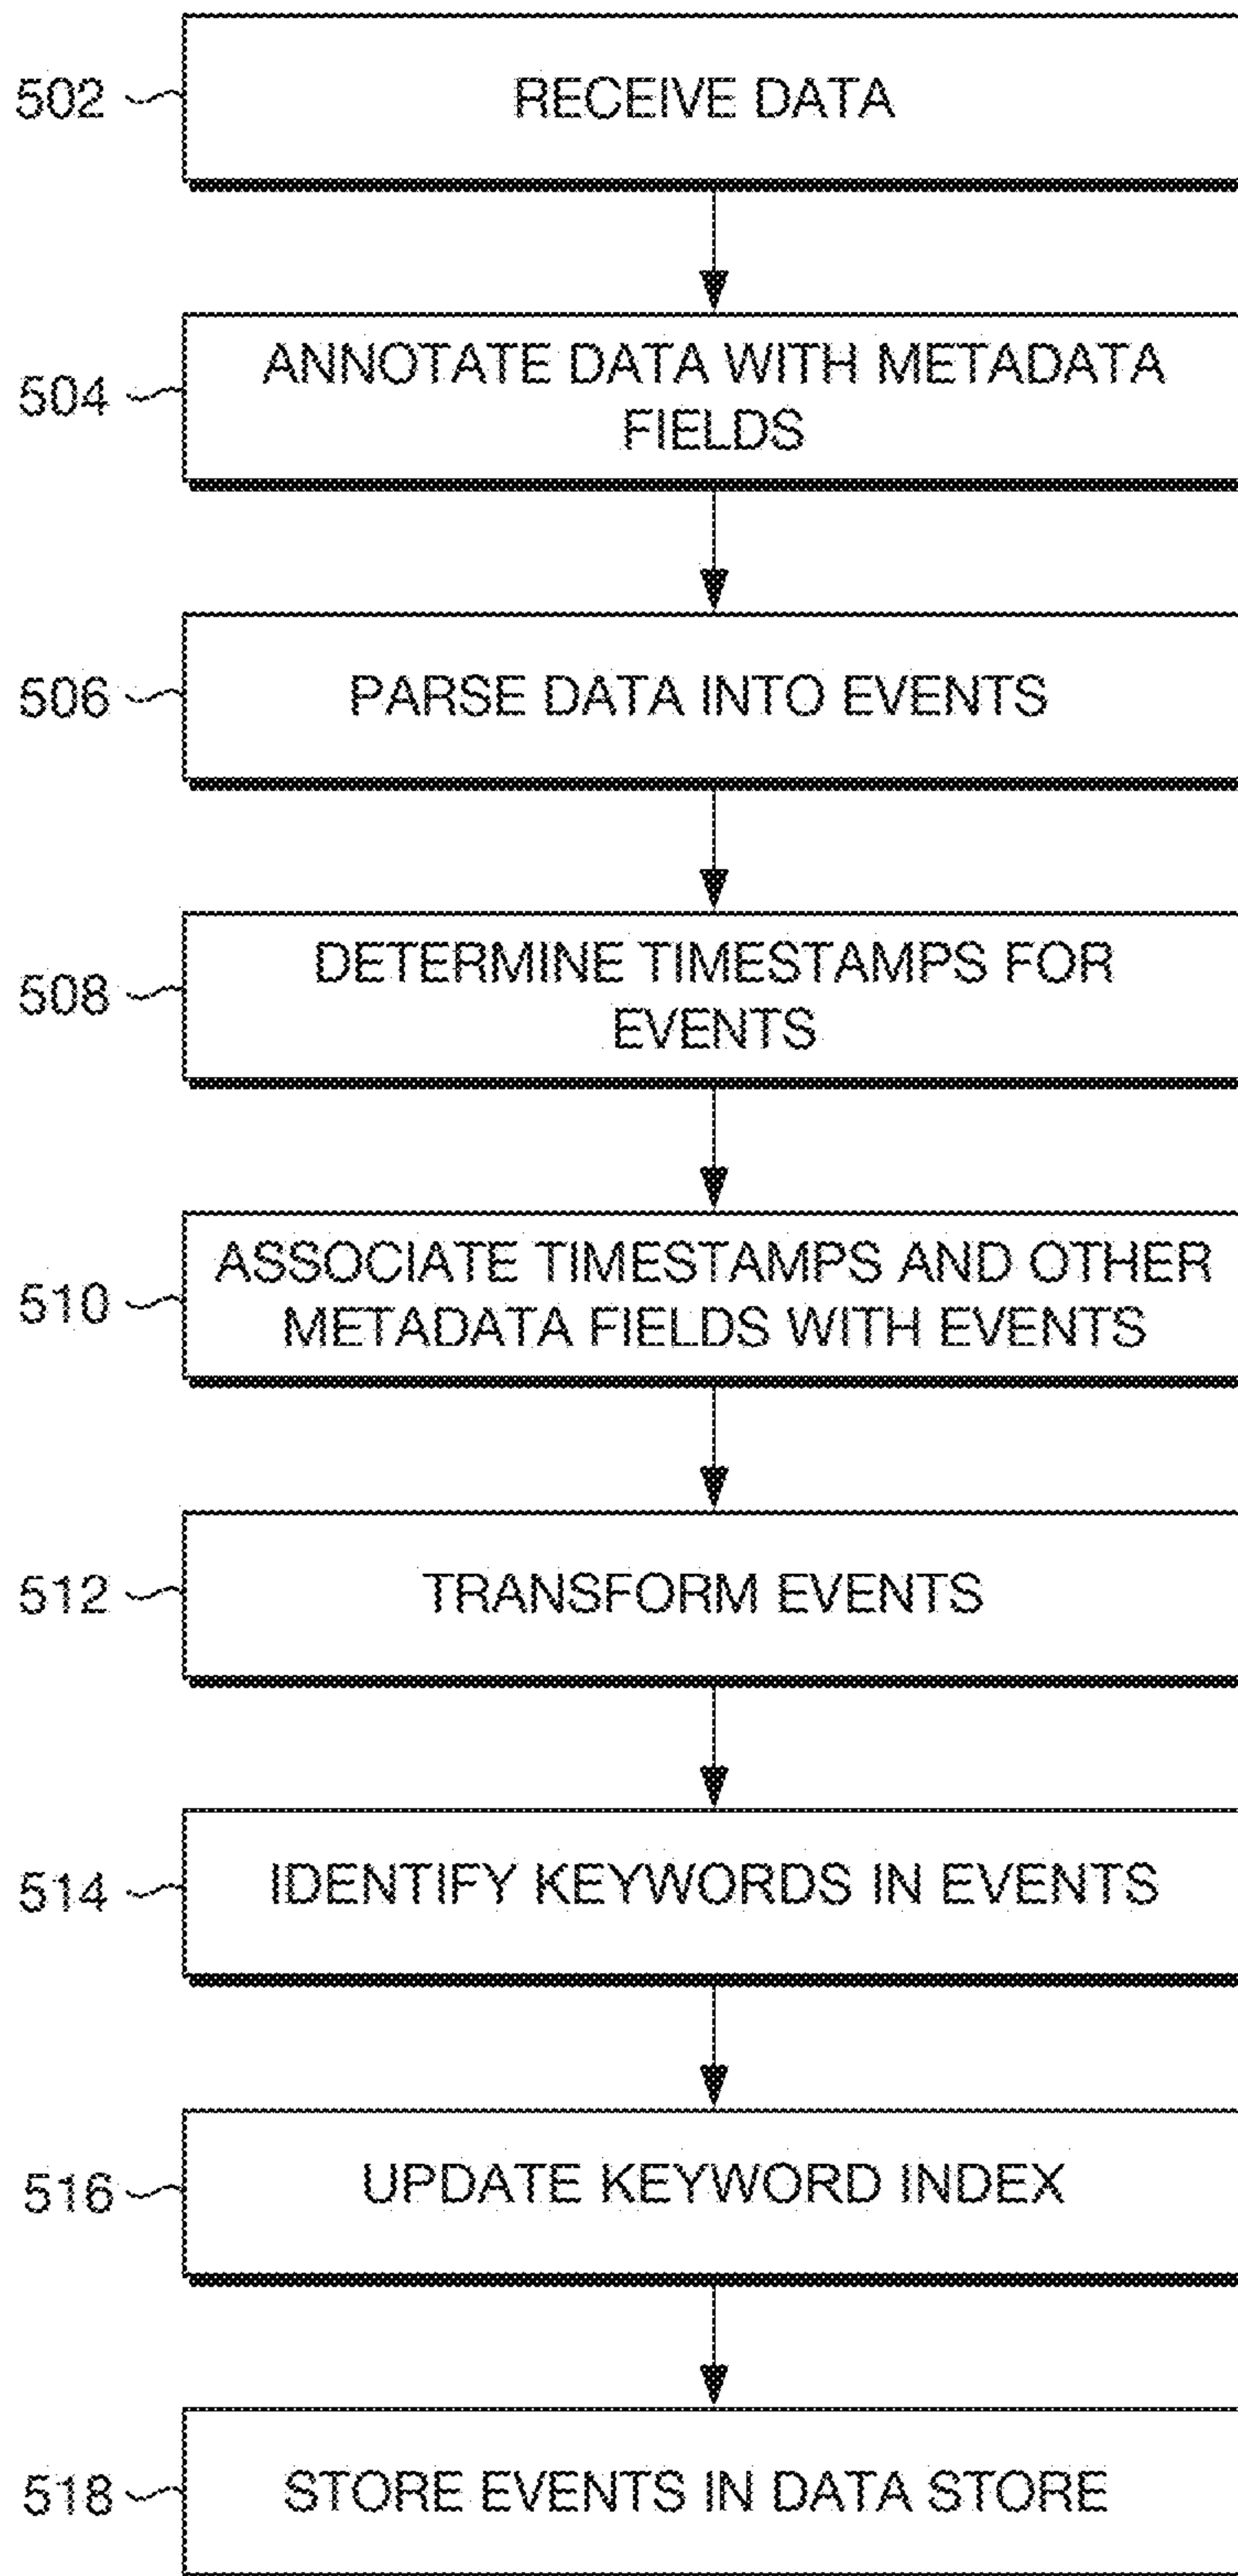 502
RECEIVE DATA
504
ANNOTATE DATA WITH METADATA
FIELDS
506
PARSE DATA INTO EVENTS
508
DETERMINE TIMESTAMPS FOR
EVENTS
510
ASSOCIATE TIMESTAMPS AND OTHER
METADATA FIELDS WITH EVENTS
512
TRANSFORM EVENTS
514
IDENTIFY KEYWORDS IN EVENTS
516
UPDATE KEYWORD INDEX
518
STORE EVENTS IN DATA STORE